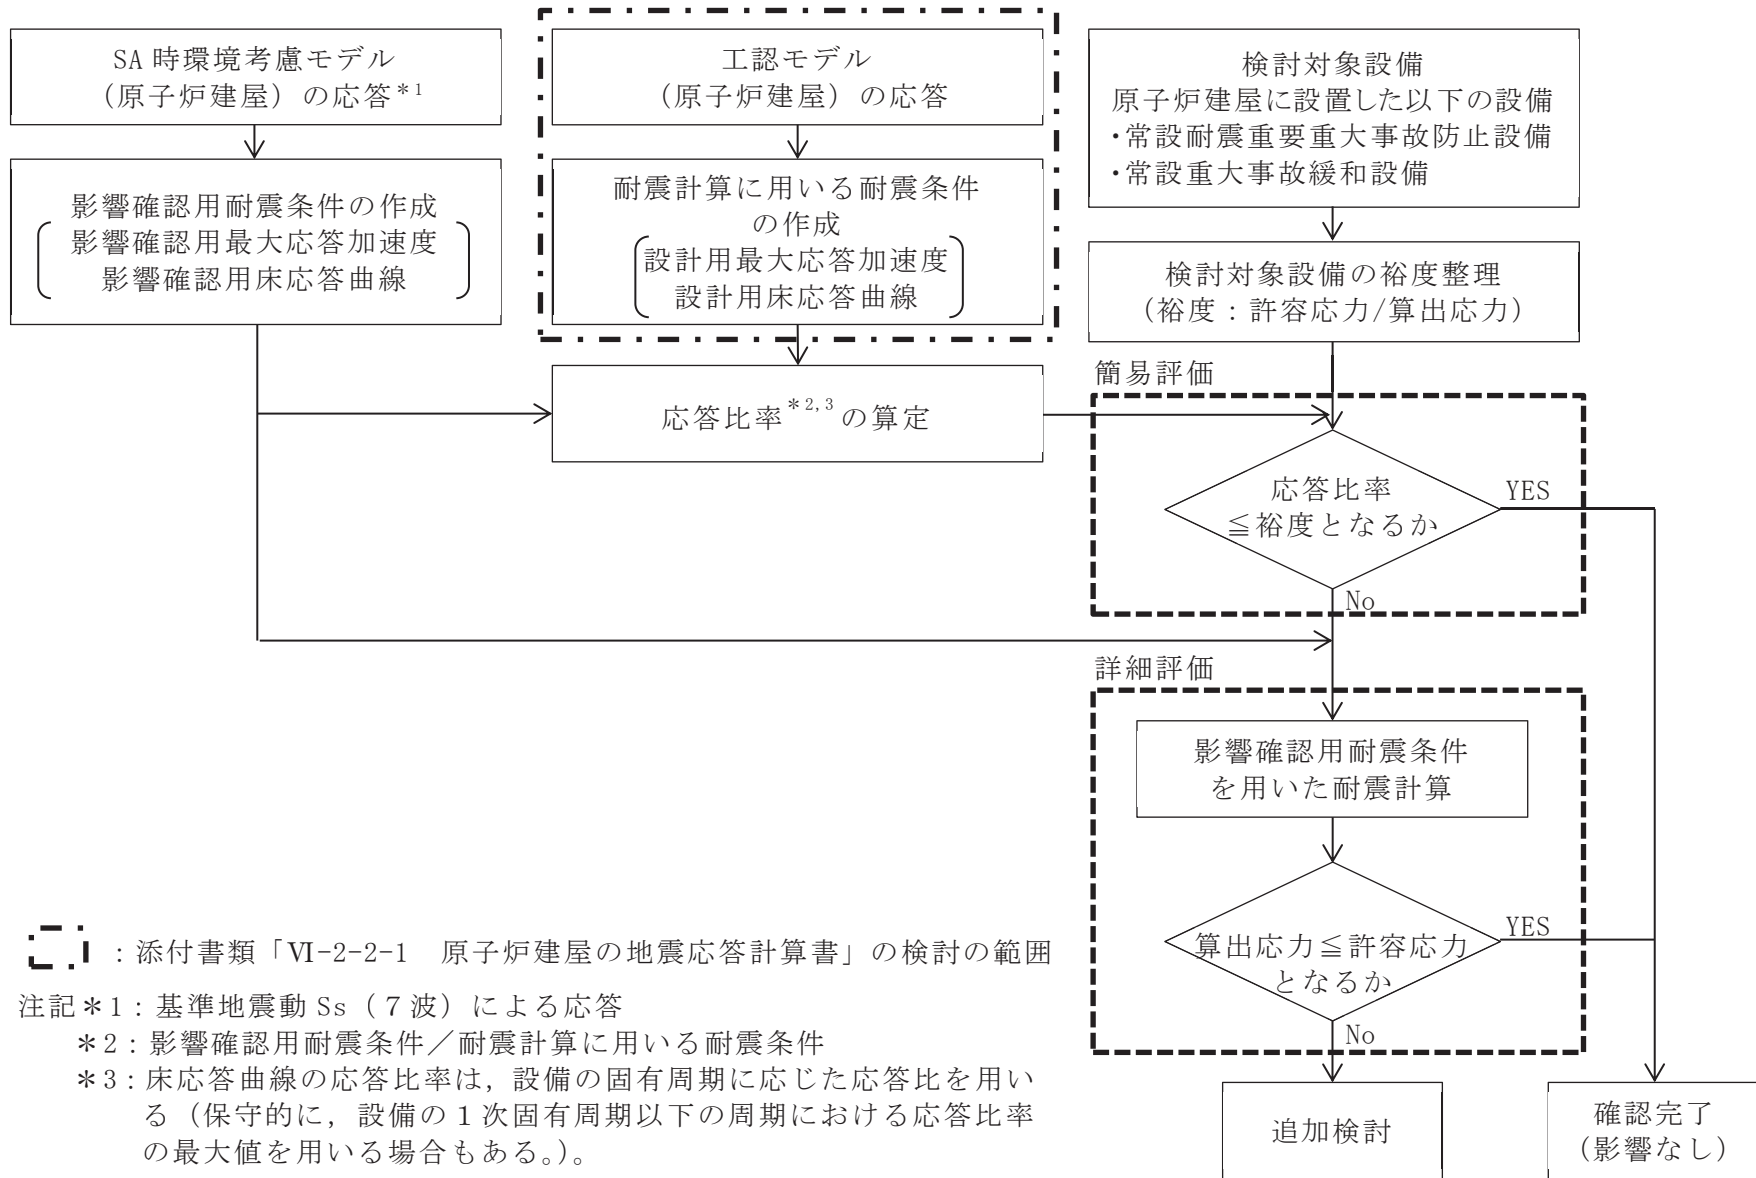 SA 時環境考慮モデル
(原子炉建屋) の応答*1
影響確認用耐震条件の作成
影響確認用最大応答加速度
影響確認用床応答曲線
工認モデル
(原子炉建屋) の応答
耐震計算に用いる耐震条件
の作成
設計用最大応答加速度
設計用床応答曲線
応答比率*2,3の算定
検討対象設備
原子炉建屋に設置した以下の設備
・常設耐震重要重大事故防止設備
・常設重大事故緩和設備
検討対象設備の裕度整理
(裕度：許容応力/算出応力)
簡易評価
応答比率
≦裕度となるか
YES
No
詳細評価
影響確認用耐震条件
を用いた耐震計算
算出応力≦許容応力
となるか
YES
No
追加検討
確認完了
(影響なし)
：添付書類「Ⅵ-2-2-1　原子炉建屋の地震応答計算書」の検討の範囲
注記＊1：基準地震動 Ss（7波）による応答
＊2：影響確認用耐震条件／耐震計算に用いる耐震条件
＊3：床応答曲線の応答比率は，設備の固有周期に応じた応答比を用い
る（保守的に，設備の１次固有周期以下の周期における応答比率
の最大値を用いる場合もある。）。